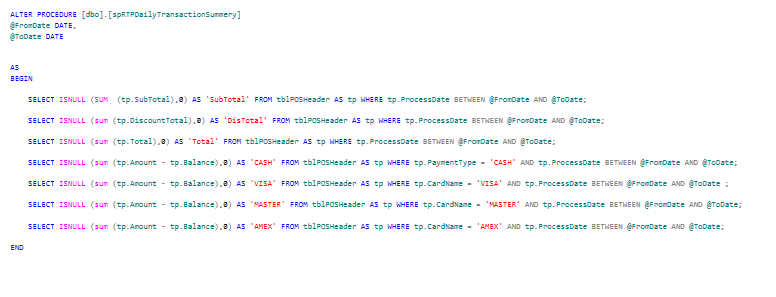 ALTER PROCEDURE [dbo].[spRTPDailyTransactionSummery]
@FromDate DATE,
@ToDate DATE
AS
BEGIN
SELECT ISNULL (SUM (tp.SubTotal),0) AS 'SubTotal' FROM tblPOSHeader AS tp WHERE tp.ProcessDate BETWEEN @FromDate AND @ToDate;
SELECT ISNULL (sum (tp.DiscountTotal),0) AS 'DisTotal' FROM tblPOSHeader AS tp WHERE tp.ProcessDate BETWEEN @FromDate AND @ToDate;
SELECT ISNULL (sum (tp.Total),0) AS 'Total' FROM tblPOSHeader AS tp WHERE tp.ProcessDate BETWEEN @FromDate AND @ToDate;
SELECT ISNULL (sum (tp.Amount - tp.Balance),0) AS 'CASH' FROM tblPOSHeader AS tp WHERE tp.PaymentType = 'CASH' AND tp.ProcessDate BETWEEN @FromDate AND @ToDate;
SELECT ISNULL (sum (tp.Amount - tp.Balance),0) AS 'VISA' FROM tblPOSHeader AS tp WHERE tp.CardName = 'VISA' AND tp.ProcessDate BETWEEN @FromDate AND @ToDate ;
SELECT ISNULL (sum (tp.Amount - tp.Balance),0) AS 'MASTER' FROM tblPOSHeader AS tp WHERE tp.CardName = 'MASTER' AND tp.ProcessDate BETWEEN @FromDate AND @ToDate;
SELECT ISNULL (sum (tp.Amount - tp.Balance),0) AS 'AMEX' FROM tblPOSHeader AS tp WHERE tp.CardName = 'AMEX' AND tp.ProcessDate BETWEEN @FromDate AND @ToDate;
END